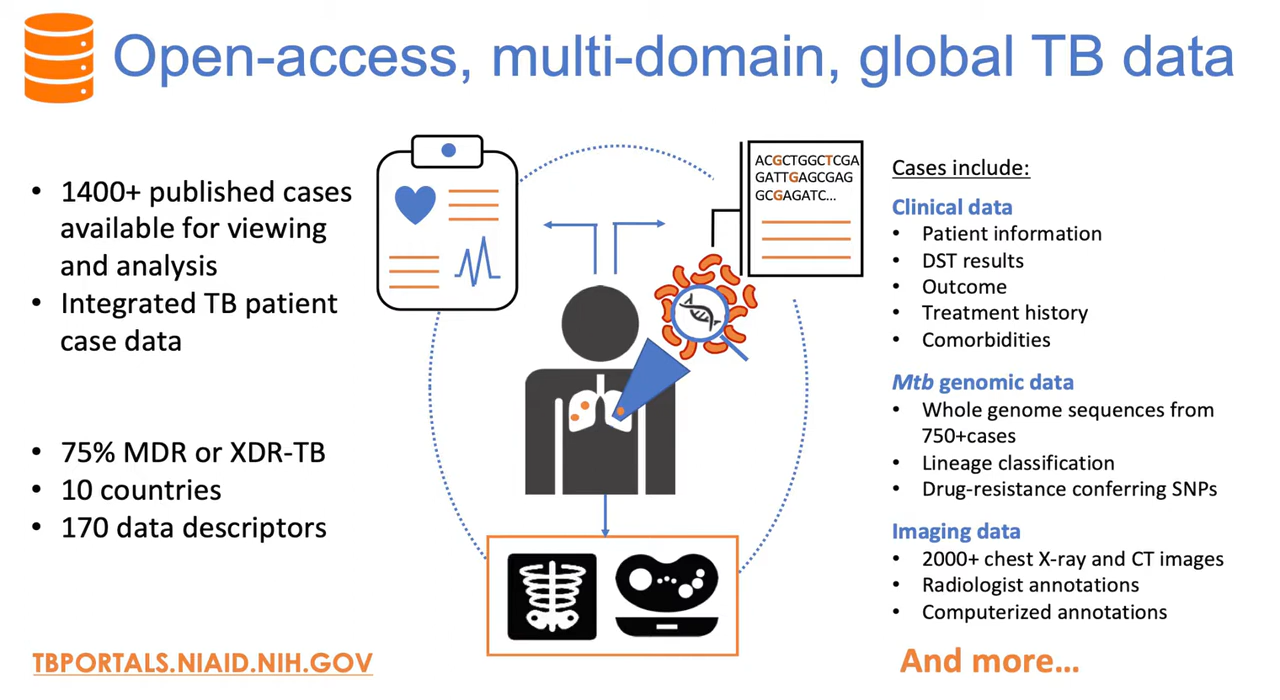 Open-access, multi-domain, global TB data
• 1400+ published cases
available for viewing
and analysis
• Integrated TB patient
case data
• 75% MDR or XDR-TB
• 10 countries
• 170 data descriptors
TBPORTALS.NIAID.NIH.GOV
ACGCTGGCTCGA
GATTGAGCGAG
GCGAGATC...
Cases include:
Clinical data
• Patient information
• DST results
• Outcome
• Treatment history
• Comorbidities
Mtb genomic data
• Whole genome sequences from
750+cases
• Lineage classification
• Drug-resistance conferring SNPs
Imaging data
• 2000+ chest X-ray and CT images
• Radiologist annotations
• Computerized annotations
And more...